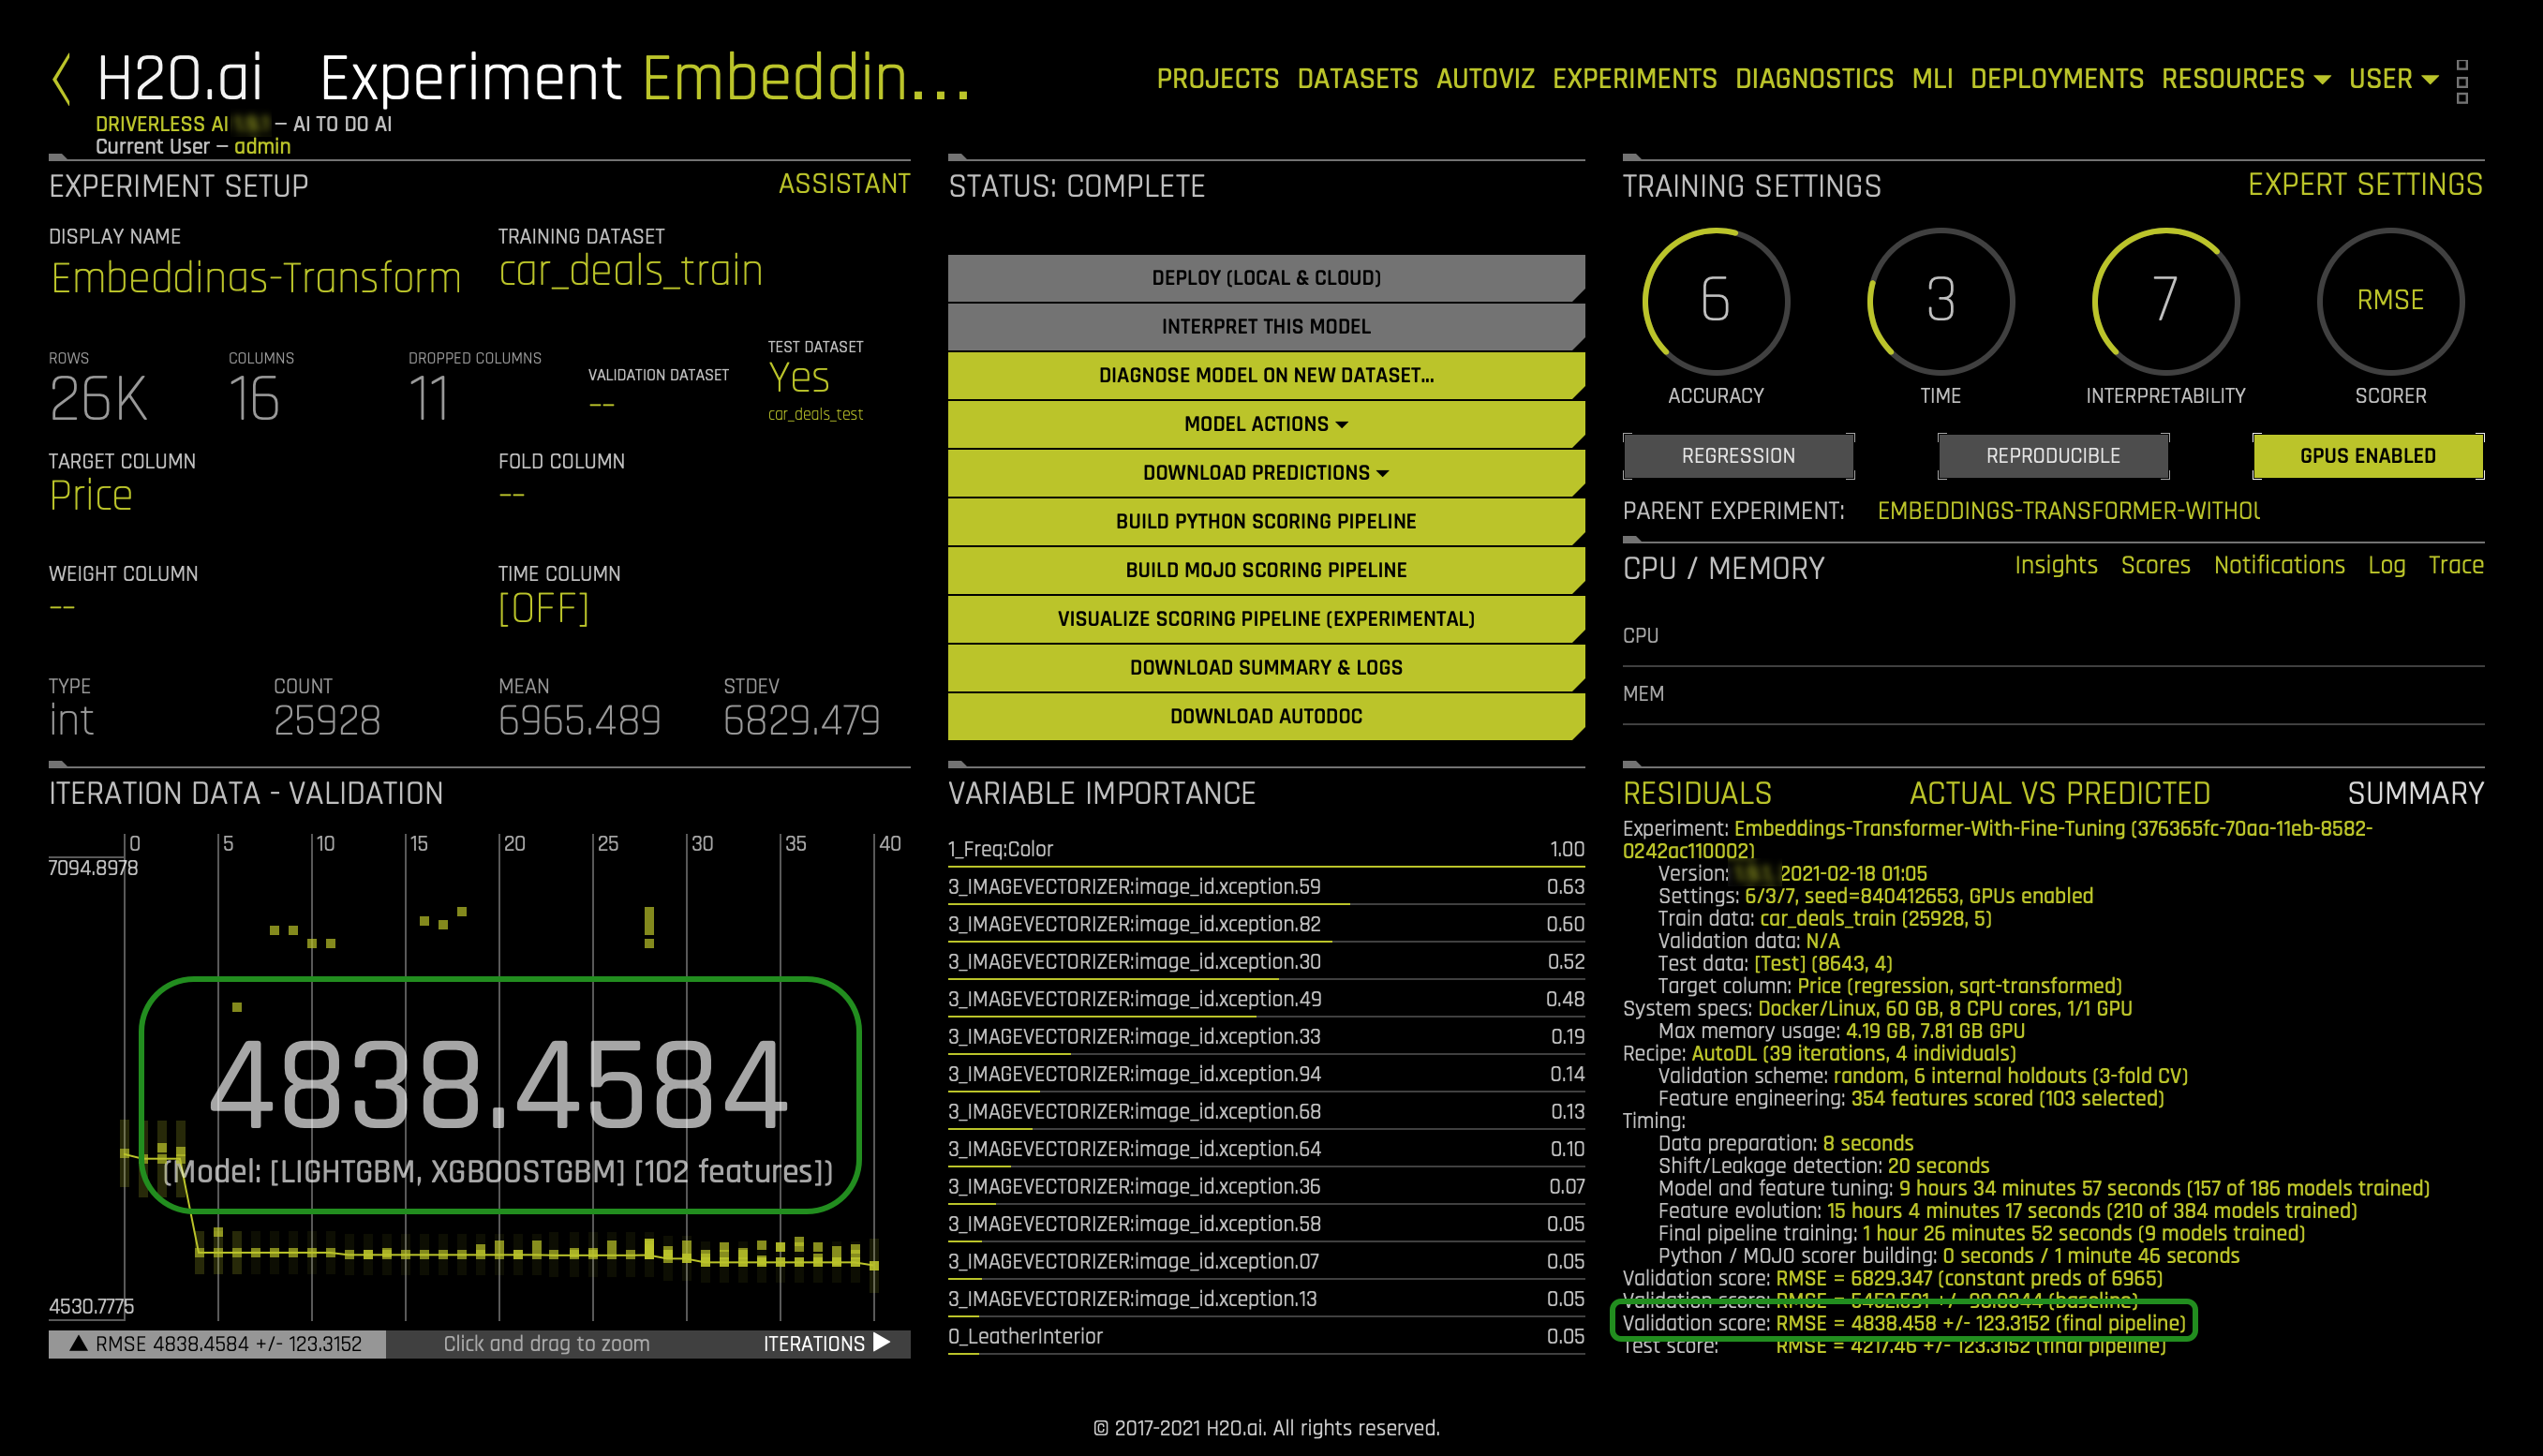 H2O.ai Experiment Embeddin...
PROJECTS DATASETS AUTOVIZ EXPERIMENTS DIAGNOSTICS MLI DEPLOYMENTS RESOURCES USER
DRIVERLESS AI — AI TO DO AI
Current User — admin
EXPERIMENT SETUP
ASSISTANT
DISPLAY NAME
Embeddings-Transform
TRAINING DATASET
car_deals_train
ROWS
26K
COLUMNS
16
DROPPED COLUMNS
11
VALIDATION DATASET
--
TEST DATASET
Yes
car_deals_test
TARGET COLUMN
Price
FOLD COLUMN
--
WEIGHT COLUMN
--
TIME COLUMN
[OFF]
TYPE
int
COUNT
25928
MEAN
6965.489
STDEV
6829.479
STATUS: COMPLETE
DEPLOY (LOCAL & CLOUD)
INTERPRET THIS MODEL
DIAGNOSE MODEL ON NEW DATASET...
MODEL ACTIONS
DOWNLOAD PREDICTIONS
BUILD PYTHON SCORING PIPELINE
BUILD MOJO SCORING PIPELINE
VISUALIZE SCORING PIPELINE (EXPERIMENTAL)
DOWNLOAD SUMMARY & LOGS
DOWNLOAD AUTODOC
TRAINING SETTINGS
EXPERT SETTINGS
6
ACCURACY
3
TIME
7
INTERPRETABILITY
RMSE
SCORER
REGRESSION
REPRODUCIBLE
GPUS ENABLED
PARENT EXPERIMENT: EMBEDDINGS-TRANSFORMER-WITHOU
CPU / MEMORY
Insights Scores Notifications Log Trace
CPU
MEM
ITERATION DATA - VALIDATION
0 5 10 15 20 25 30 35 40
7094.8978
4838.4584
(Model: [LIGHTGBM, XGBOOSTGBM] [102 features])
4530.7775
▲ RMSE 4838.4584 +/- 123.3152
Click and drag to zoom
ITERATIONS ▶
VARIABLE IMPORTANCE
1_Freq:Color 1.00
3_IMAGEVECTORIZER:image_id.xception.59 0.63
3_IMAGEVECTORIZER:image_id.xception.82 0.60
3_IMAGEVECTORIZER:image_id.xception.30 0.52
3_IMAGEVECTORIZER:image_id.xception.49 0.48
3_IMAGEVECTORIZER:image_id.xception.33 0.19
3_IMAGEVECTORIZER:image_id.xception.94 0.14
3_IMAGEVECTORIZER:image_id.xception.68 0.13
3_IMAGEVECTORIZER:image_id.xception.64 0.10
3_IMAGEVECTORIZER:image_id.xception.36 0.07
3_IMAGEVECTORIZER:image_id.xception.58 0.05
3_IMAGEVECTORIZER:image_id.xception.07 0.05
3_IMAGEVECTORIZER:image_id.xception.13 0.05
0_LeatherInterior 0.05
RESIDUALS
ACTUAL VS PREDICTED
SUMMARY
Experiment: Embeddings-Transformer-With-Fine-Tuning (376365fc-70aa-11eb-8582-
0242ac110002)
Version: 2021-02-18 01:05
Settings: 6/3/7, seed=840412653, GPUs enabled
Train data: car_deals_train (25928, 5)
Validation data: N/A
Test data: [Test] (8643, 4)
Target column: Price (regression, sqrt-transformed)
System specs: Docker/Linux, 60 GB, 8 CPU cores, 1/1 GPU
Max memory usage: 4.19 GB, 7.81 GB GPU
Recipe: AutoDL (39 iterations, 4 individuals)
Validation scheme: random, 6 internal holdouts (3-fold CV)
Feature engineering: 354 features scored (103 selected)
Timing:
Data preparation: 8 seconds
Shift/Leakage detection: 20 seconds
Model and feature tuning: 9 hours 34 minutes 57 seconds (157 of 186 models trained)
Feature evolution: 15 hours 4 minutes 17 seconds (210 of 384 models trained)
Final pipeline training: 1 hour 26 minutes 52 seconds (9 models trained)
Python / MOJO scorer building: 0 seconds / 1 minute 46 seconds
Validation score: RMSE = 6829.347 (constant preds of 6965)
Validation score: RMSE = +/- (baseline)
Validation score: RMSE = 4838.458 +/- 123.3152 (final pipeline)
Test score: RMSE = 4217.46 +/- 123.3152 (final pipeline)
© 2017-2021 H2O.ai. All rights reserved.